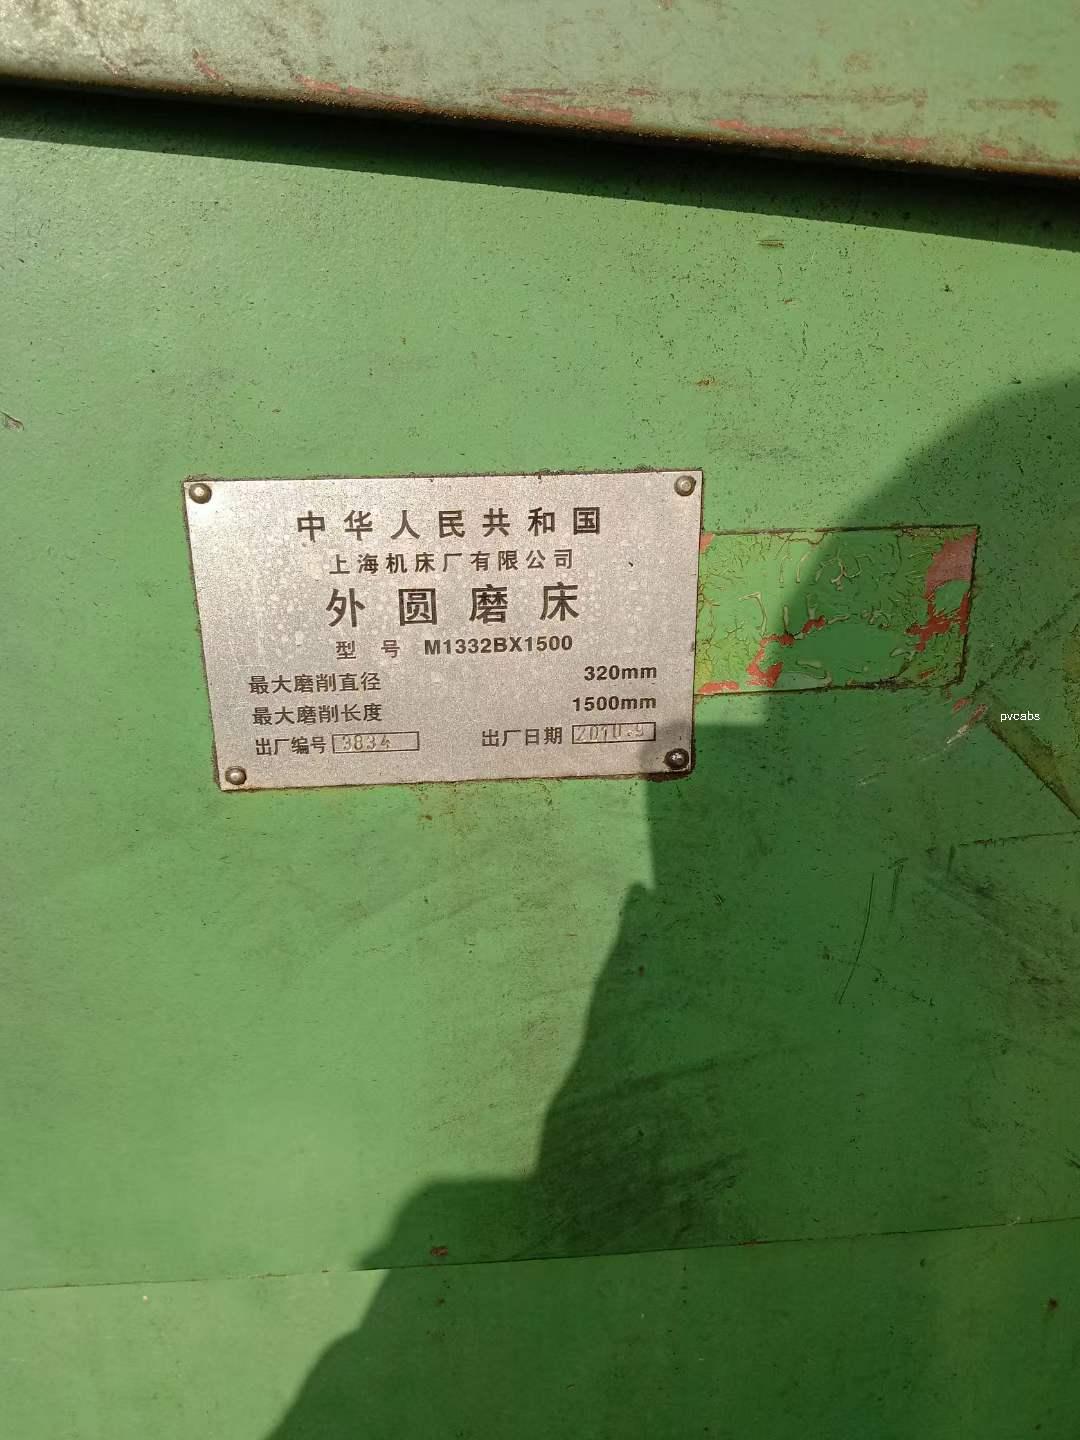 中华人民共和国
上海机床厂有限公司
外圆磨床
型号 M1332BX1500
最大磨削直径 320mm
最大磨削长度 1500mm
出厂编号 3834 出厂日期 2010.9
pvcabs